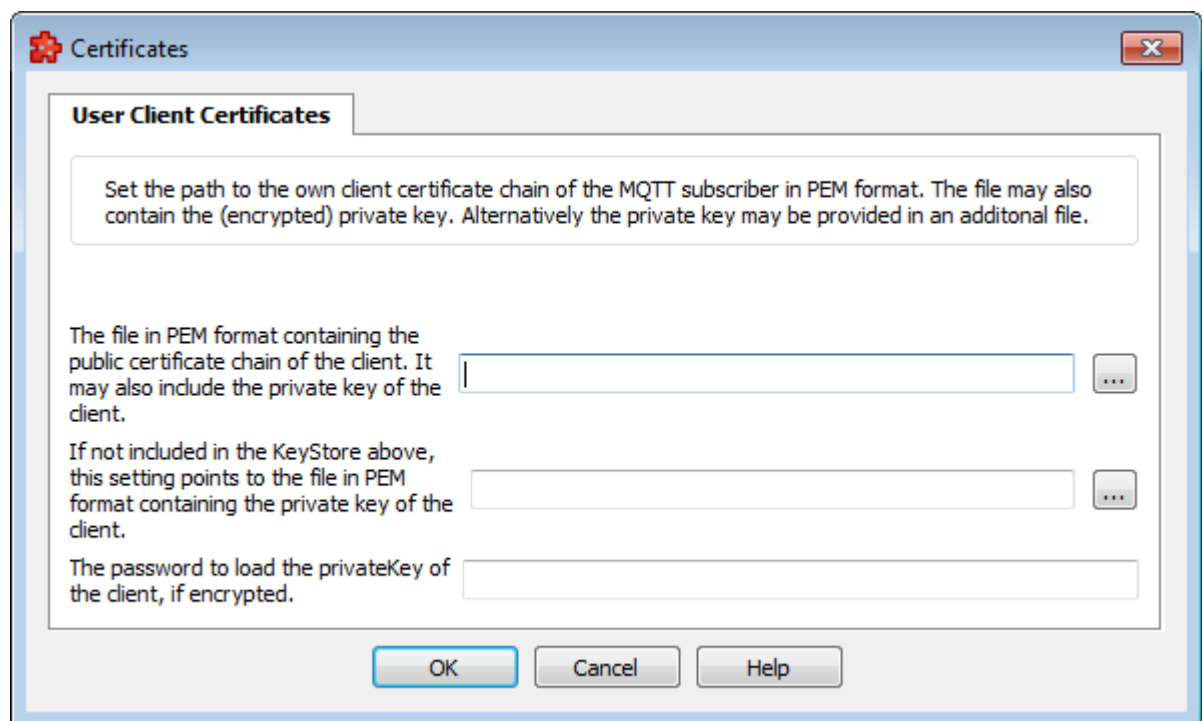 Certificates
User Client Certificates
Set the path to the own client certificate chain of the MQTT subscriber in PEM format. The file may also
contain the (encrypted) private key. Alternatively the private key may be provided in an additonal file.
The file in PEM format containing the
public certificate chain of the client. It
may also include the private key of the
client.
...
If not included in the KeyStore above,
this setting points to the file in PEM
format containing the private key of the
client.
...
The password to load the privateKey of
the client, if encrypted.
OK
Cancel
Help